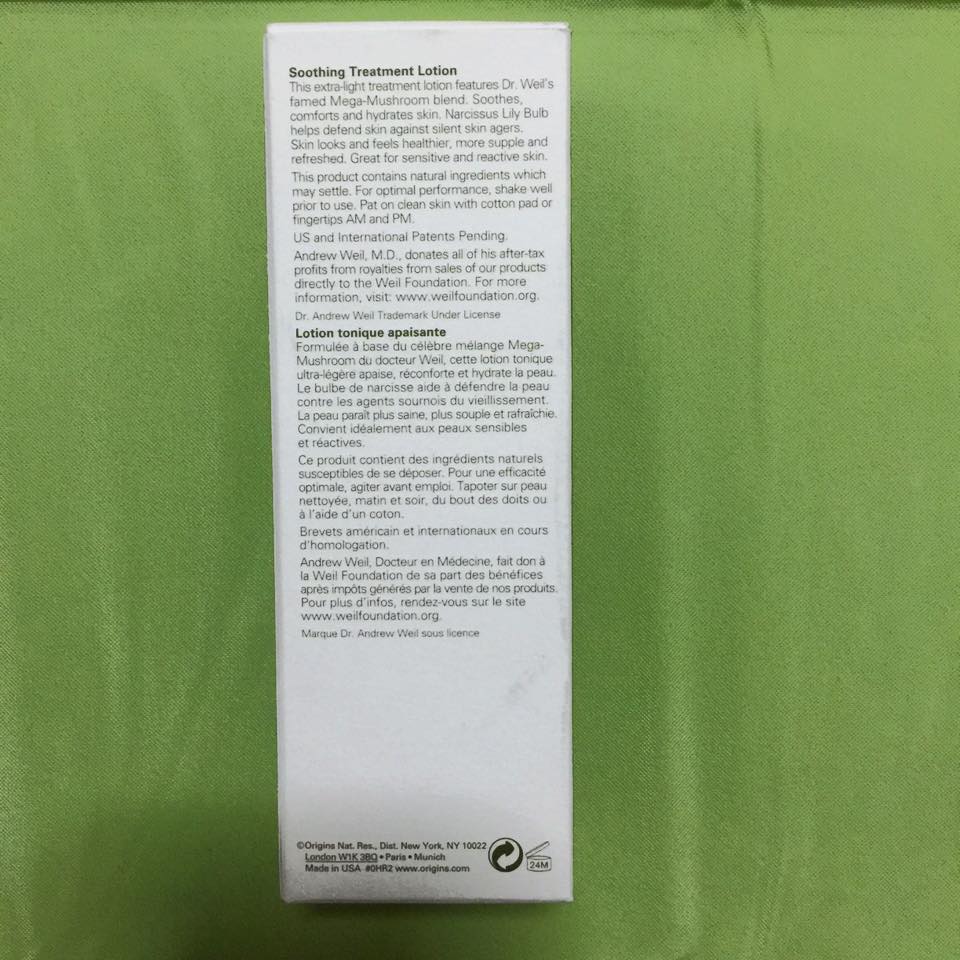 Soothing Treatment Lotion
This extra-light treatment lotion features Dr. Weil's
famed Mega-Mushroom blend. Soothes,
comforts and hydrates skin. Narcissus Lily Bulb
helps defend skin against silent skin agers.
Skin looks and feels healthier, more supple and
refreshed. Great for sensitive and reactive skin.
This product contains natural ingredients which
may settle. For optimal performance, shake well
prior to use. Pat on clean skin with cotton pad or
fingertips AM and PM.
US and International Patents Pending.
Andrew Weil, M.D., donates all of his after-tax
profits from royalties from sales of our products
directly to the Weil Foundation. For more
information, visit: www.weilfoundation.org.
Dr. Andrew Weil Trademark Under License
Lotion tonique apaisante
Formulée à base du célèbre mélange Mega-
Mushroom du docteur Weil, cette lotion tonique
ultra-légère apaise, réconforte et hydrate la peau.
Le bulbe de narcisse aide à défendre la peau
contre les agents sournois du vieillissement.
La peau paraît plus saine, plus souple et rafraîchie.
Convient idéalement aux peaux sensibles
et réactives.
Ce produit contient des ingrédients naturels
susceptibles de se déposer. Pour une efficacité
optimale, agiter avant emploi. Tapoter sur peau
nettoyée, matin et soir, du bout des doits ou
à l'aide d'un coton.
Brevets américain et internationaux en cours
d'homologation.
Andrew Weil, Docteur en Médecine, fait don à
la Weil Foundation de sa part des bénéfices
après impôts générés par la vente de nos produits.
Pour plus d'infos, rendez-vous sur le site
www.weilfoundation.org.
Marque Dr. Andrew Weil sous licence
©Origins Nat. Res., Dist. New York, NY 10022
London W1K 3BQ • Paris • Munich
Made in USA #0HR2 www.origins.com
24M